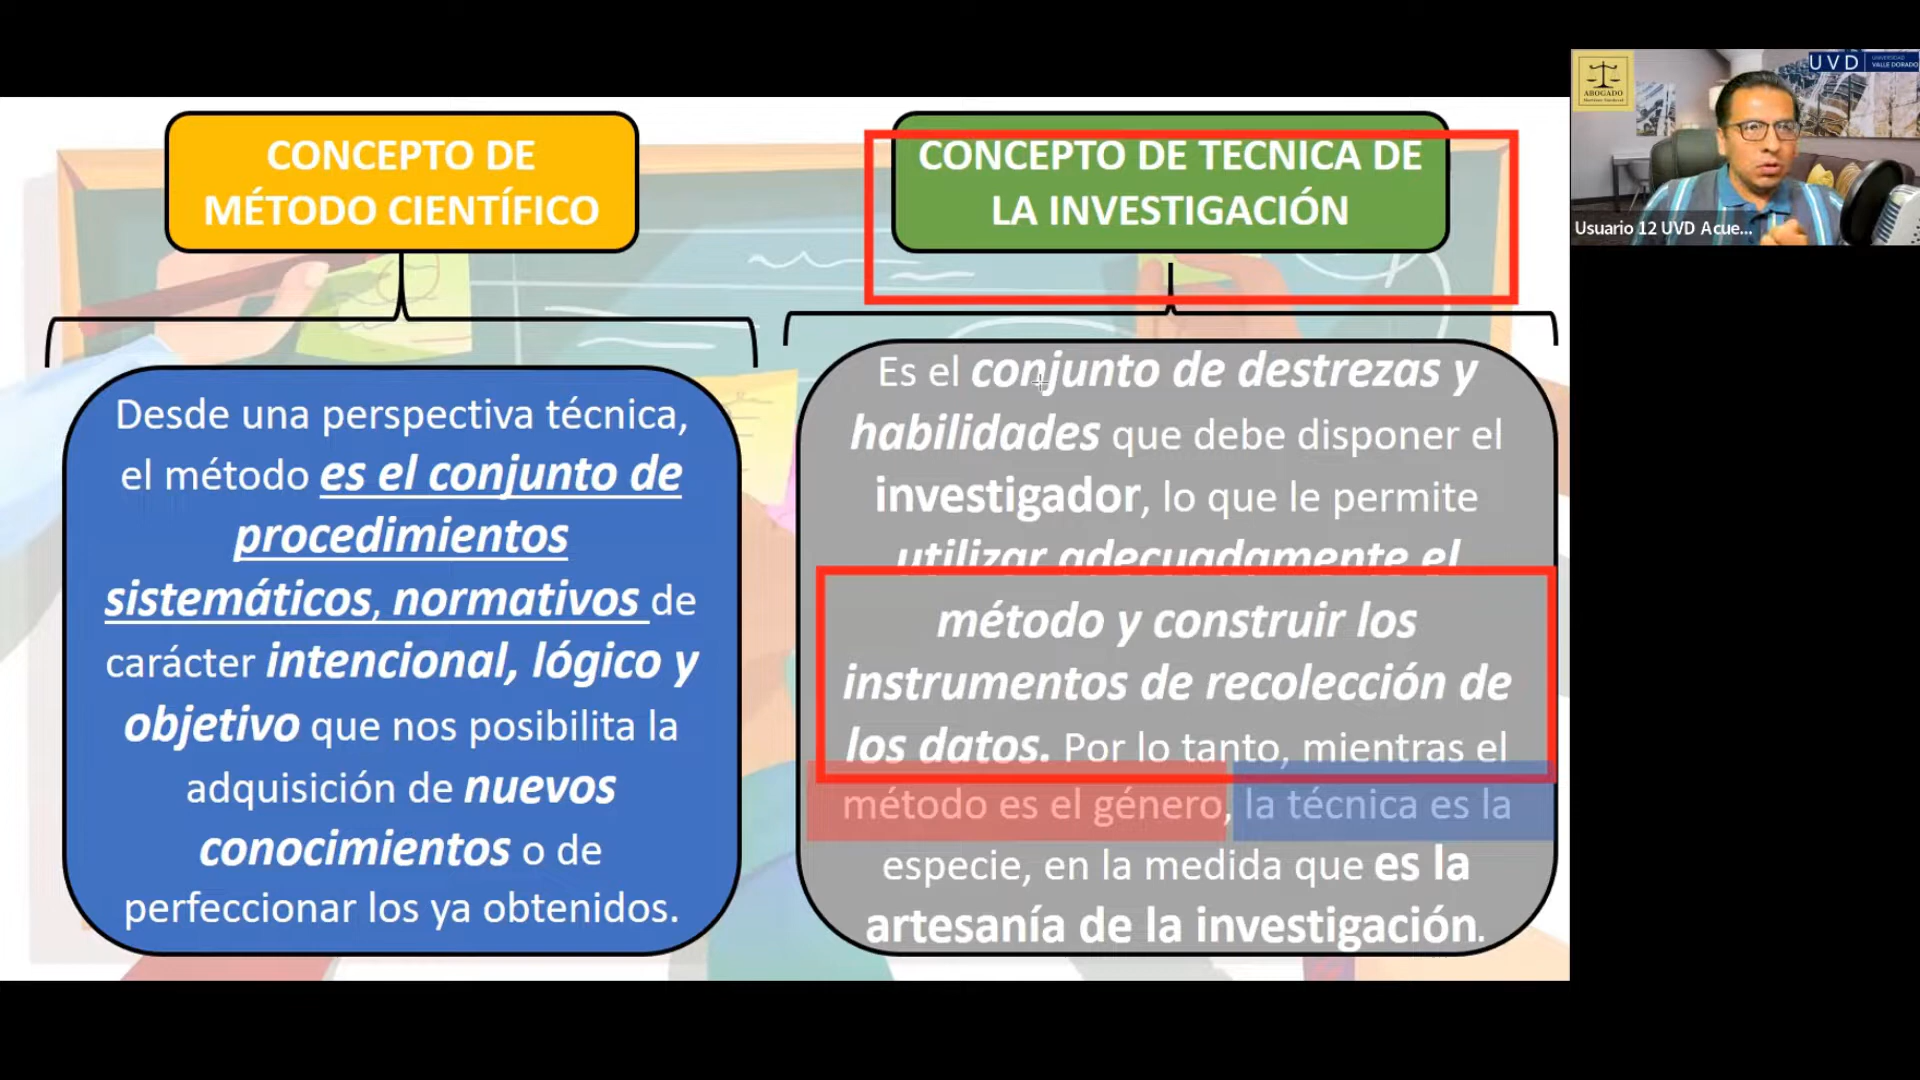 CONCEPTO DE
MÉTODO CIENTÍFICO
Desde una perspectiva técnica,
el método es el conjunto de
procedimientos
sistemáticos, normativos de
carácter intencional, lógico y
objetivo que nos posibilita la
adquisición de nuevos
conocimientos o de
perfeccionar los ya obtenidos.
CONCEPTO DE TECNICA DE
LA INVESTIGACIÓN
Es el conjunto de destrezas y
habilidades que debe disponer el
investigador, lo que le permite
utilizar adecuadamente el
método y construir los
instrumentos de recolección de
los datos. Por lo tanto, mientras el
método es el género, la técnica es la
especie, en la medida que es la
artesanía de la investigación.
ABOGADO
UVD
UNIVERSIDAD
VALLE DORADO
Usuario 12 UVD Acue...